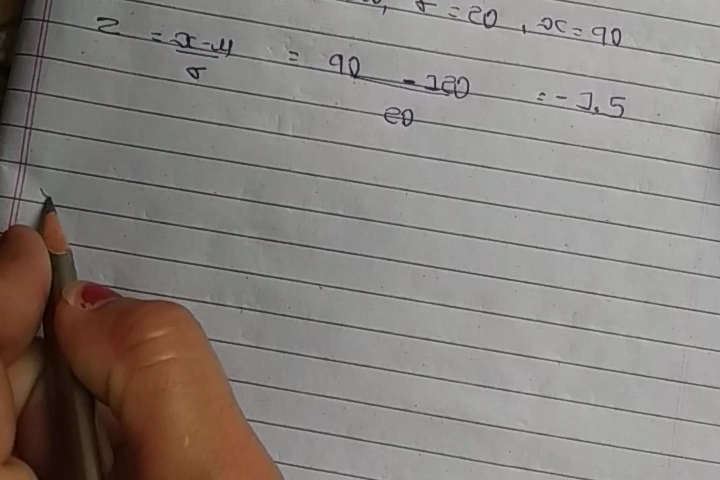 σ = 20 , x = 90
z = x-μ/σ = 90 - 120/20 = -1.5